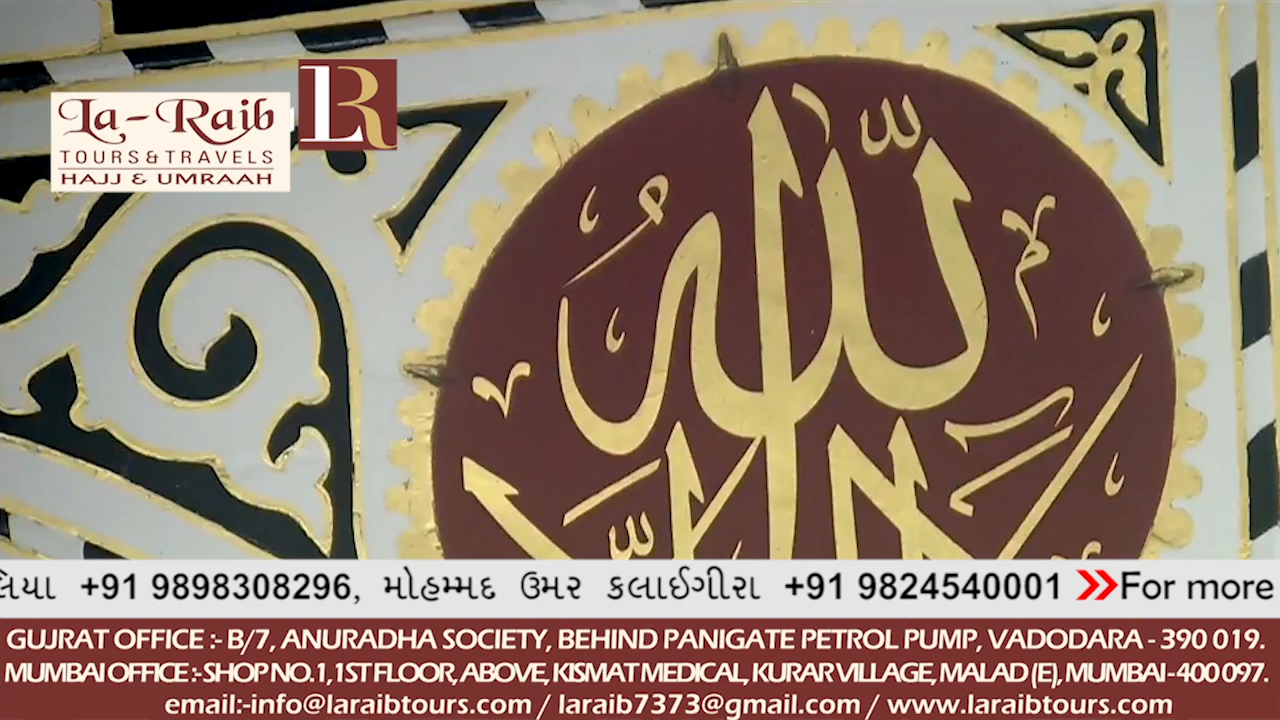 La-Raib
TOURS & TRAVELS
HAJJ & UMRAAH
LR
الله
+91 9898308296, મોહમ્મદ ઉમર કલાઈગીરા +91 9824540001 For more
GUJRAT OFFICE :- B/7, ANURADHA SOCIETY, BEHIND PANIGATE PETROL PUMP, VADODARA - 390 019.
MUMBAI OFFICE :- SHOP NO. 1, 1ST FLOOR, ABOVE, KISMAT MEDICAL, KURAR VILLAGE, MALAD (E), MUMBAI - 400 097.
email:-info@laraibtours.com / laraib7373@gmail.com / www.laraibtours.com